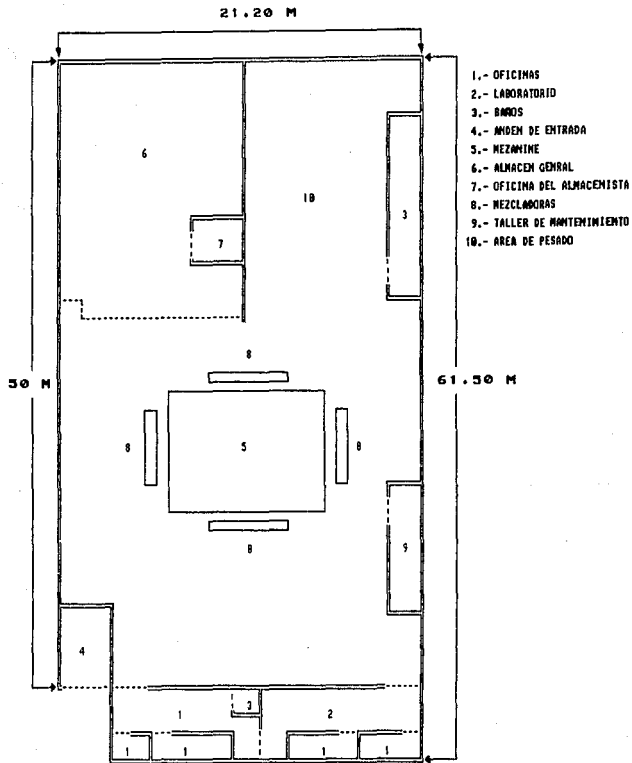 21.20 M
1.- OFICINAS
2.- LABORATORIO
3.- BAÑOS
4.- ANDEN DE ENTRADA
5.- MEZANINE
6.- ALMACEN GENRAL
7.- OFICINA DEL ALMACENISTA
8.- MEZCLADORAS
9.- TALLER DE MANTENIMIENTO
10.- AREA DE PESADO
6
10
3
7
8
50 M
61.50 M
8
5
8
8
9
4
3
1
2
1
1
1
1